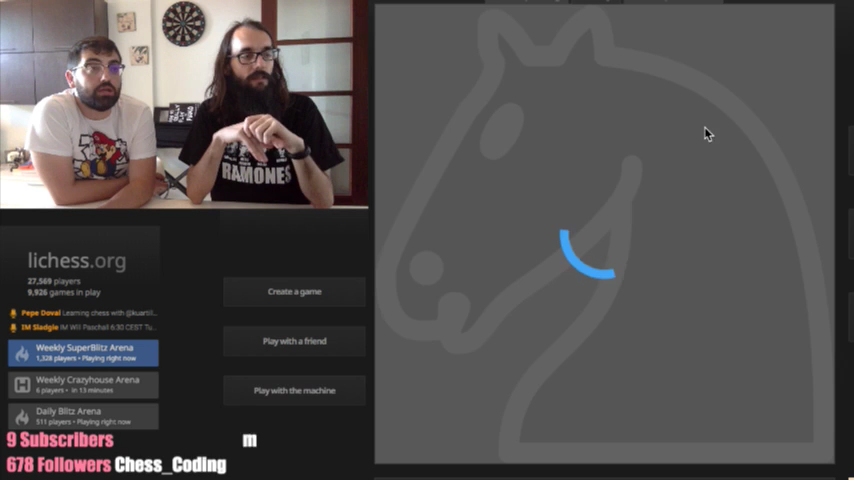 RAMONES
lichess.org
27,569 players
9,926 games in play
Pepe Doval Learning chess with @kuartil...
IM Sladgie IM Will Paschall 6:30 CEST Tu...
Weekly SuperBlitz Arena
1,328 players • Playing right now
Weekly Crazyhouse Arena
6 players • in 13 minutes
Daily Blitz Arena
511 players • Playing right now
Create a game
Play with a friend
Play with the machine
9 Subscribers
m
678 Followers Chess_Coding